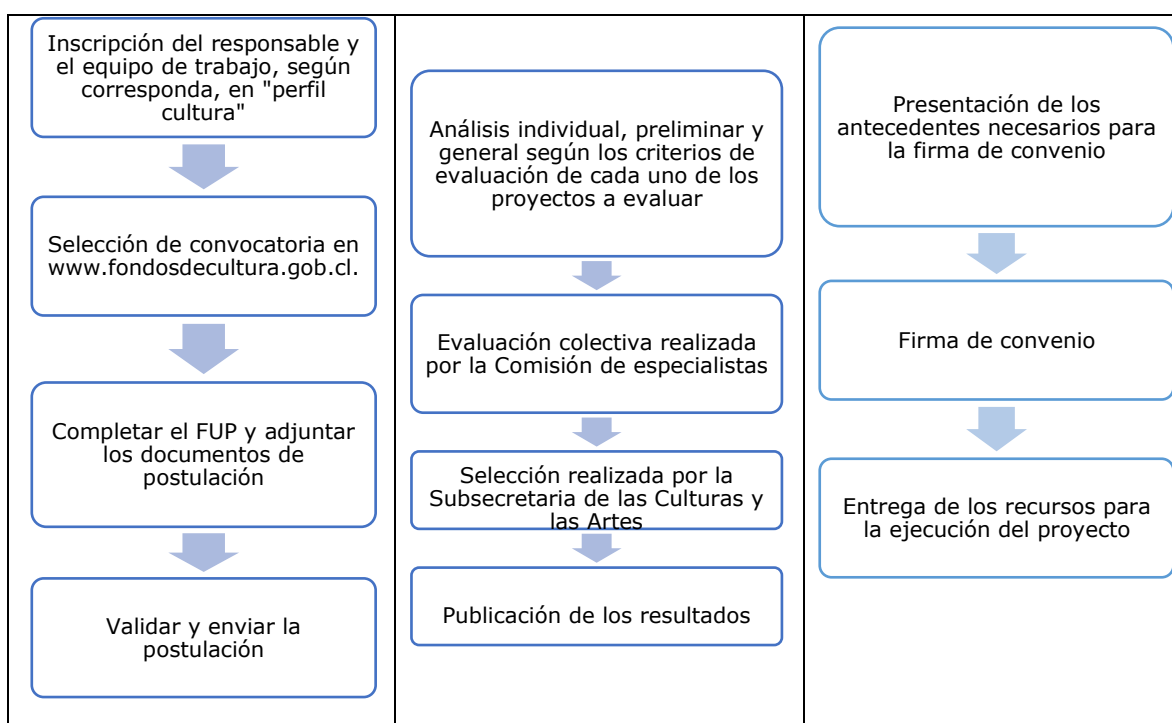 Inscripción del responsable y
el equipo de trabajo, según
corresponda, en "perfil
cultura"
Selección de convocatoria en
www.fondosdecultura.gob.cl.
Completar el FUP y adjuntar
los documentos de
postulación
Validar y enviar la
postulación
Análisis individual, preliminar y
general según los criterios de
evaluación de cada uno de los
proyectos a evaluar
Evaluación colectiva realizada
por la Comisión de especialistas
Selección realizada por la
Subsecretaria de las Culturas y
las Artes
Publicación de los resultados
Presentación de los
antecedentes necesarios para
la firma de convenio
Firma de convenio
Entrega de los recursos para
la ejecución del proyecto